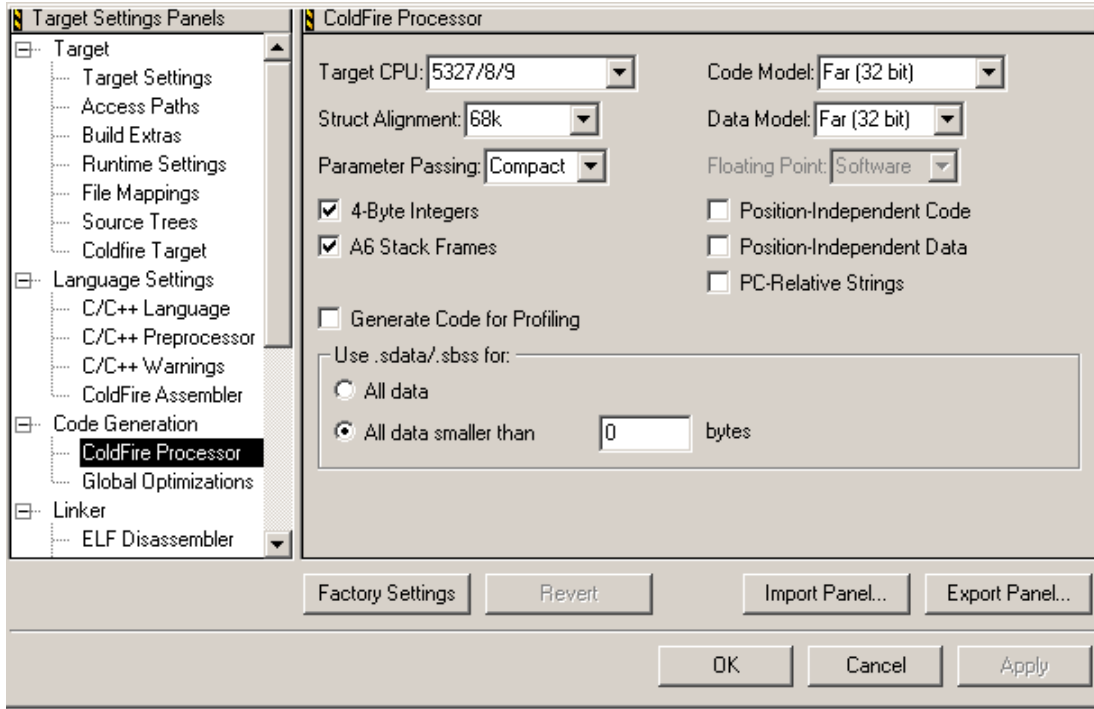 Target Settings Panels
Target
Target Settings
Access Paths
Build Extras
Runtime Settings
File Mappings
Source Trees
Coldfire Target
Language Settings
C/C++ Language
C/C++ Preprocessor
C/C++ Warnings
ColdFire Assembler
Code Generation
ColdFire Processor
Global Optimizations
Linker
ELF Disassembler
ColdFire Processor
Target CPU: 5327/8/9
Code Model: Far (32 bit)
Struct Alignment: 68k
Data Model: Far (32 bit)
Parameter Passing: Compact
Floating Point: Software
4-Byte Integers
Position-Independent Code
A6 Stack Frames
Position-Independent Data
PC-Relative Strings
Generate Code for Profiling
Use .sdata/.sbss for:
All data
All data smaller than 0 bytes
Factory Settings
Revert
Import Panel...
Export Panel...
OK
Cancel
Apply